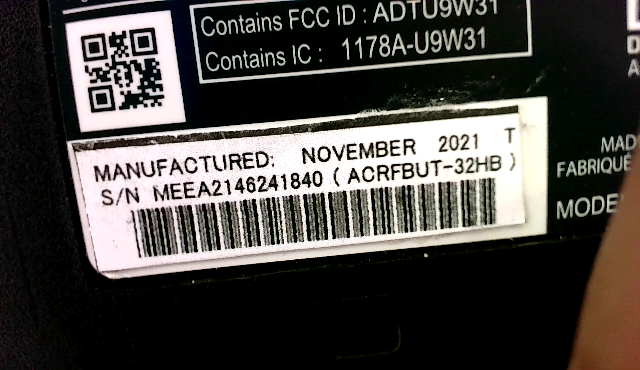 Contains FCC ID : ADTU9W31
Contains IC : 1178A-U9W31
MANUFACTURED: NOVEMBER 2021 T
S/N MEEA2146241840 ( ACRFBUT-32HB )
MAD
FABRIQUE
MODE